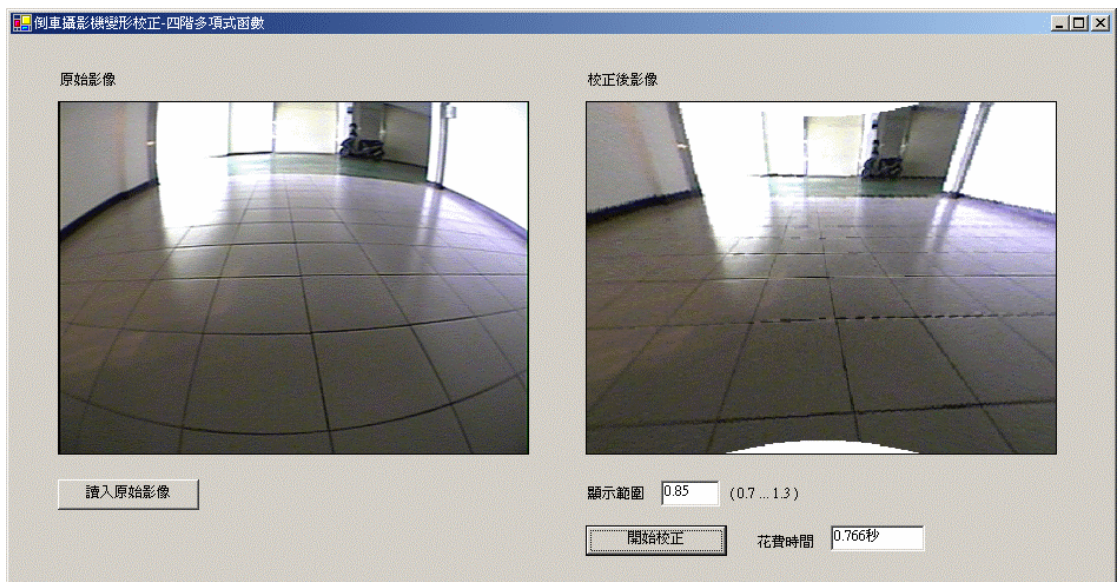 倒車攝影機變形校正-四階多項式函數
原始影像
校正後影像
讀入原始影像
顯示範圍 0.85 ( 0.7 ... 1.3 )
開始校正 花費時間 0.766秒